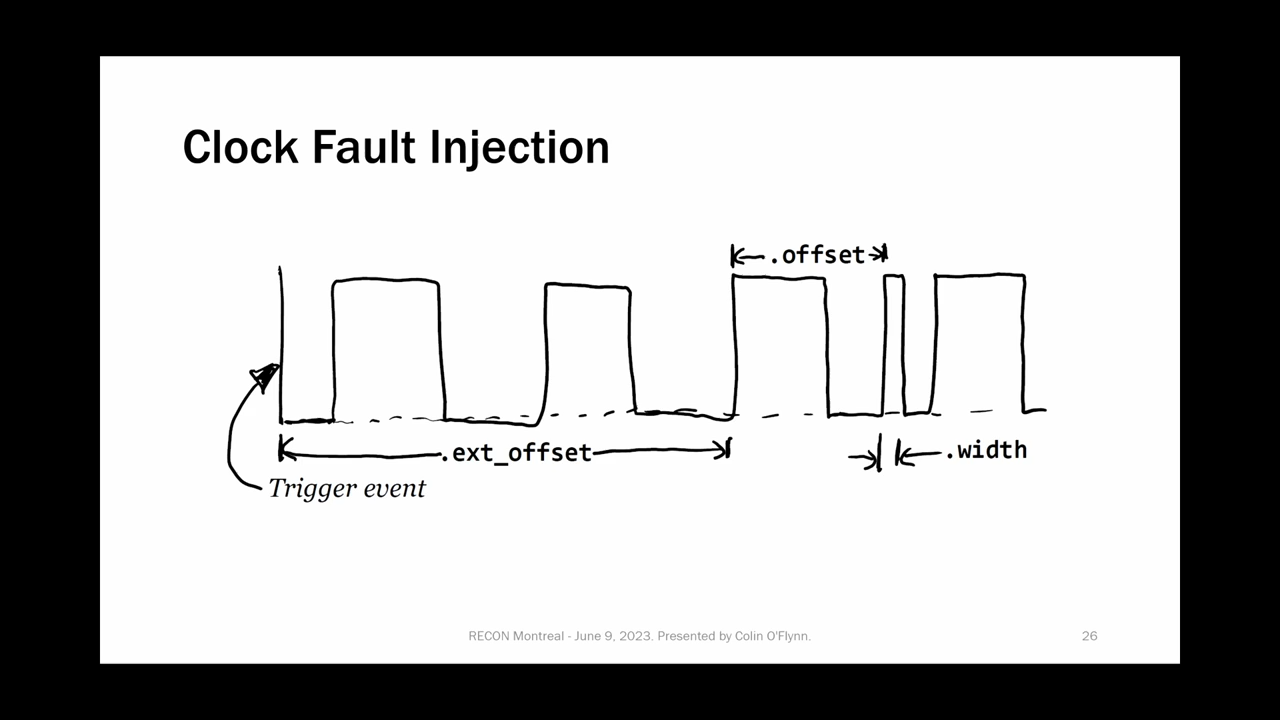 Clock Fault Injection
.offset
.ext_offset
.width
Trigger event
RECON Montreal - June 9, 2023. Presented by Colin O'Flynn.
26